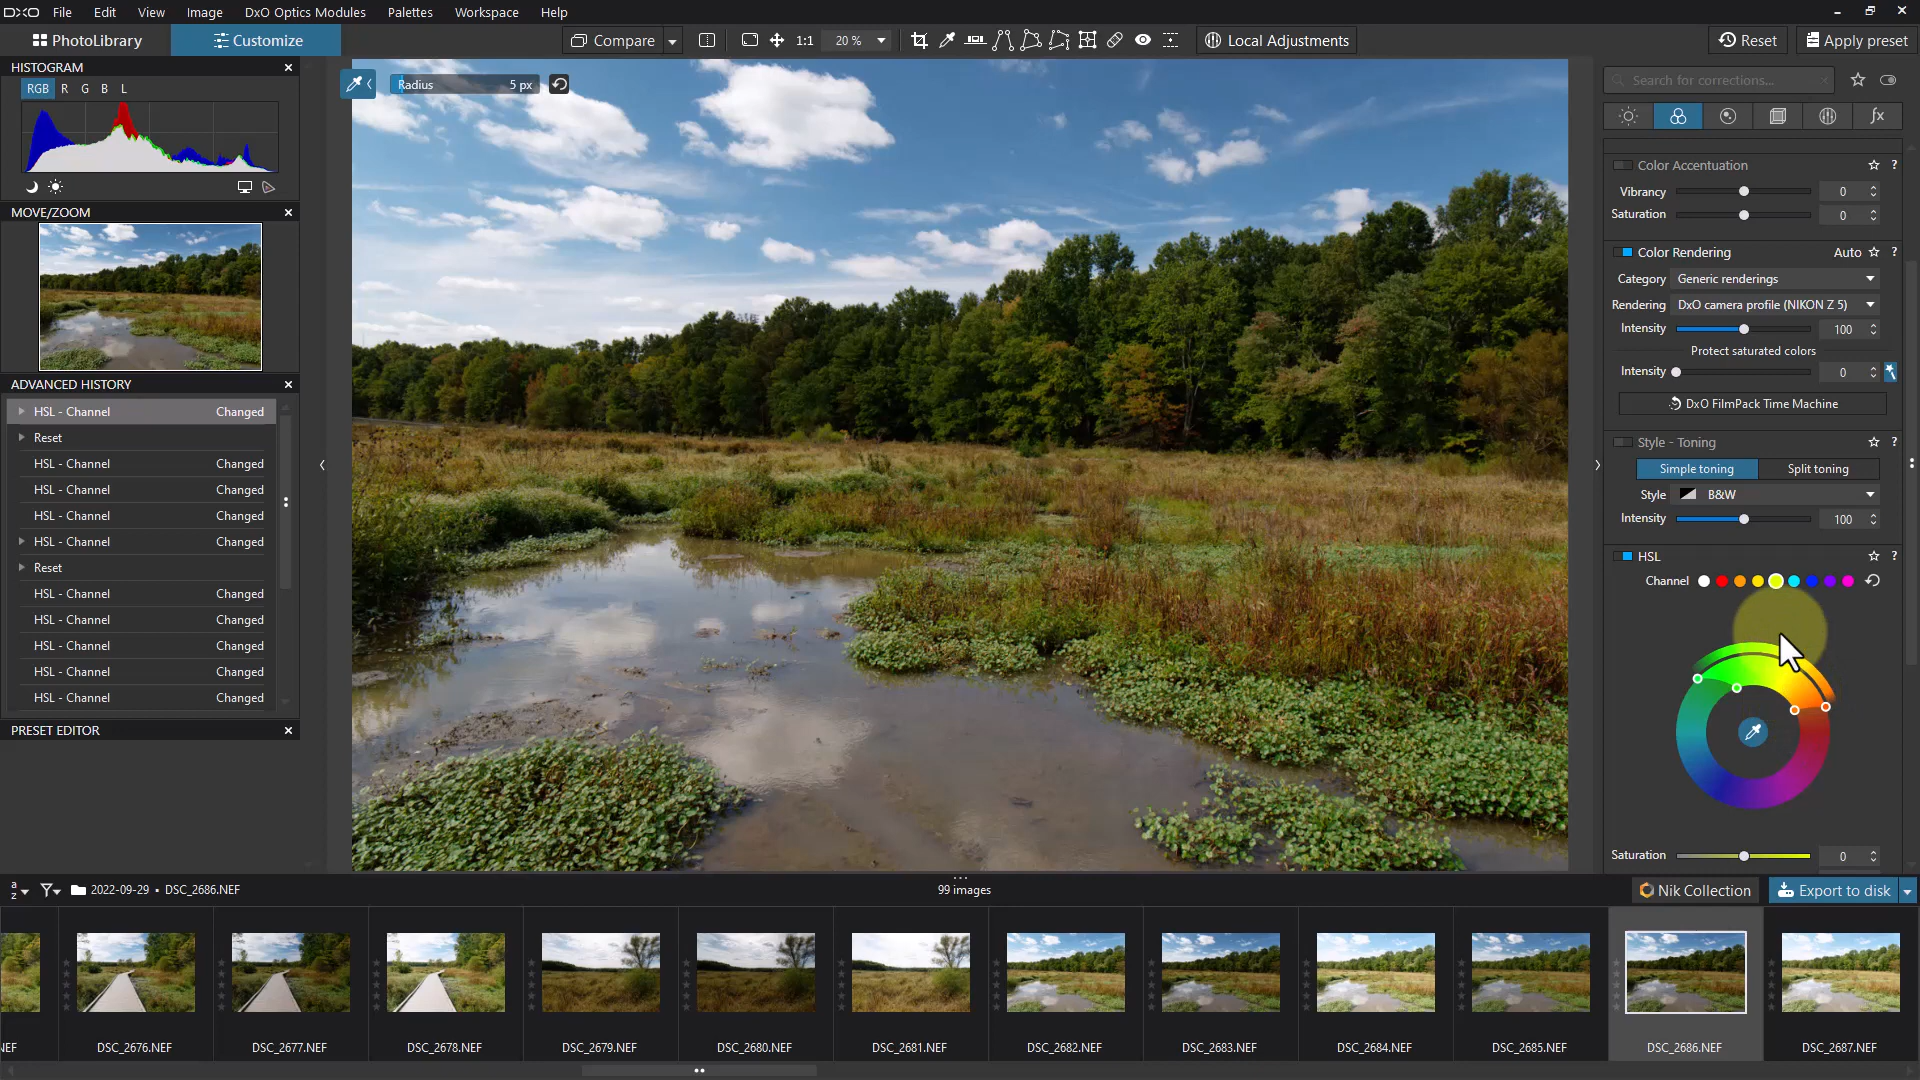 DXO File Edit View Image DxO Optics Modules Palettes Workspace Help
PhotoLibrary Customize Compare 1:1 20 % Local Adjustments Reset Apply preset
HISTOGRAM
RGB R G B L
MOVE/ZOOM
ADVANCED HISTORY
HSL - Channel Changed
Reset
HSL - Channel Changed
HSL - Channel Changed
HSL - Channel Changed
HSL - Channel Changed
Reset
HSL - Channel Changed
HSL - Channel Changed
HSL - Channel Changed
HSL - Channel Changed
HSL - Channel Changed
PRESET EDITOR
Radius 5 px
Search for corrections...
fx
Color Accentuation ?
Vibrancy 0
Saturation 0
Color Rendering Auto ?
Category Generic renderings
Rendering DxO camera profile (NIKON Z 5)
Intensity 100
Protect saturated colors
Intensity 0
DxO FilmPack Time Machine
Style - Toning ?
Simple toning Split toning
Style B&W
Intensity 100
HSL ?
Channel
Saturation 0
a z 2022-09-29 • DSC_2686.NEF 99 images Nik Collection Export to disk
NEF DSC_2676.NEF DSC_2677.NEF DSC_2678.NEF DSC_2679.NEF DSC_2680.NEF DSC_2681.NEF DSC_2682.NEF DSC_2683.NEF DSC_2684.NEF DSC_2685.NEF DSC_2686.NEF DSC_2687.NEF